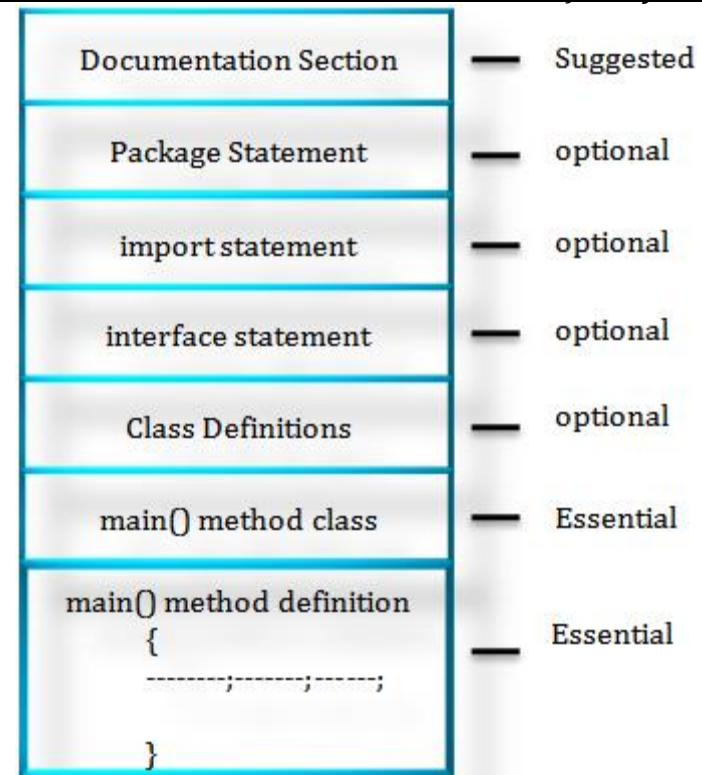 Documentation Section — Suggested
Package Statement — optional
import statement — optional
interface statement — optional
Class Definitions — optional
main() method class — Essential
main() method definition
{ — Essential
--------;-------;------;
}